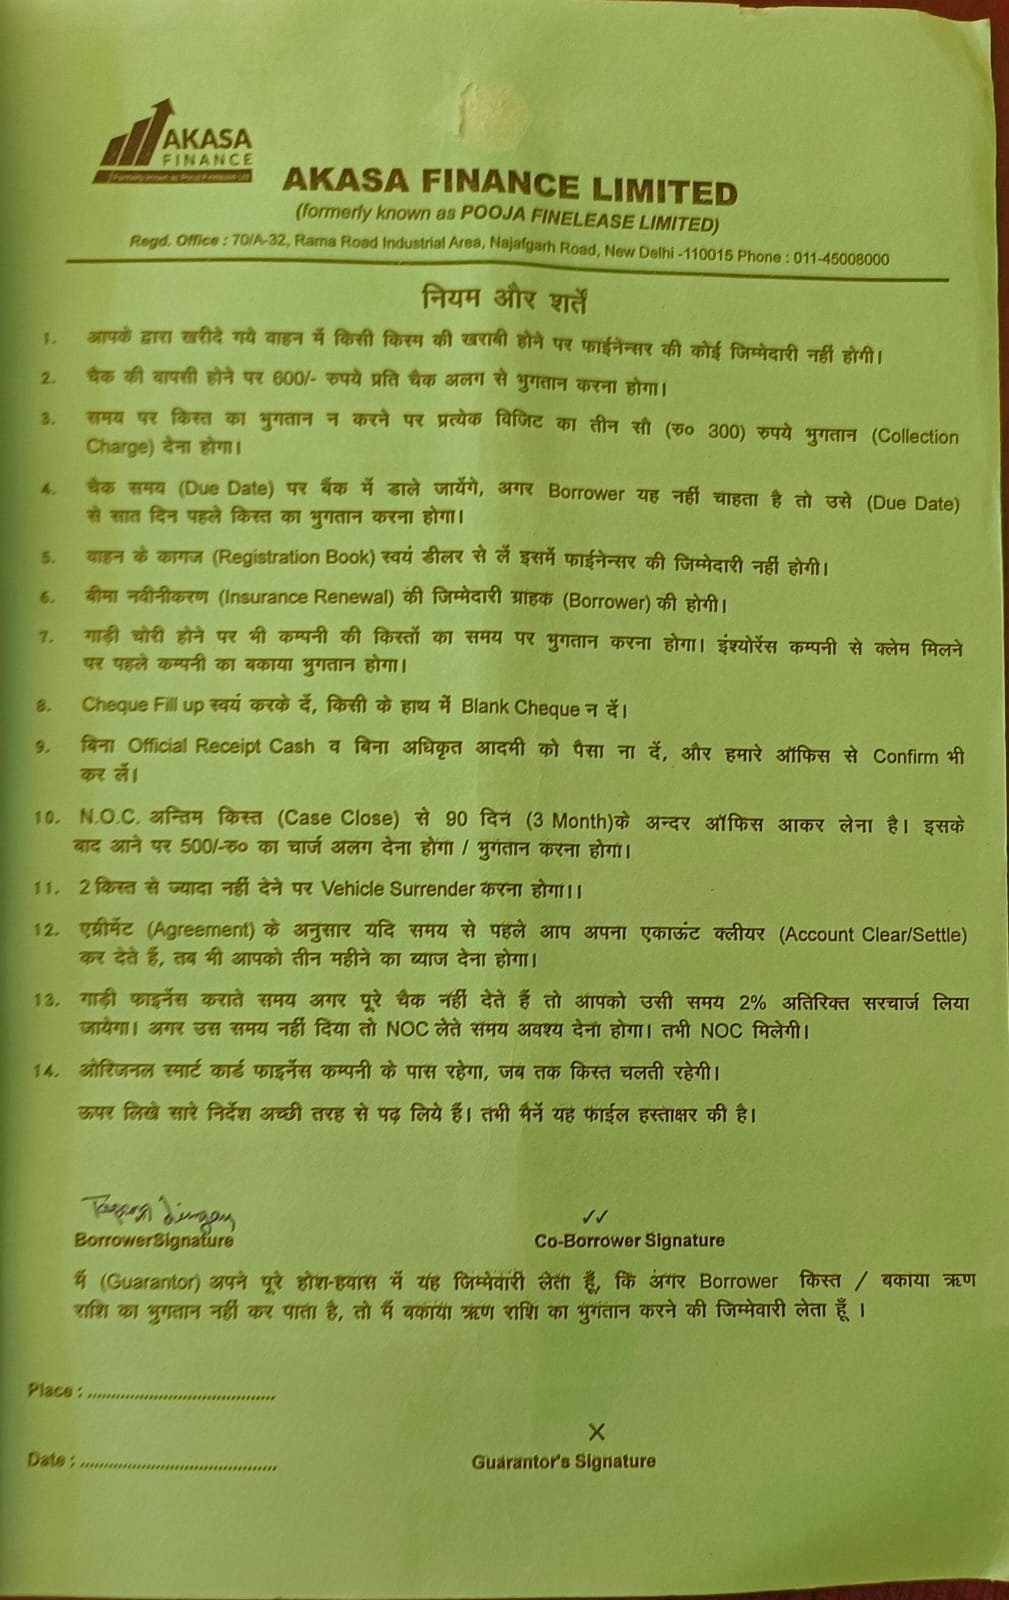 AKASA
FINANCE
Formerly known as Pooja Finelease Ltd.
AKASA FINANCE LIMITED
(formerly known as POOJA FINELEASE LIMITED)
Regd. Office : 70/A-32, Rama Road Industrial Area, Najafgarh Road, New Delhi -110015 Phone : 011-45008000
नियम और शर्तें
1. आपके द्वारा खरीदे गये वाहन में किसी किस्म की खराबी होने पर फाईनेन्सर की कोई जिम्मेदारी नहीं होगी।
2. चैक की वापसी होने पर 600/- रुपये प्रति चैक अलग से भुगतान करना होगा।
3. समय पर किस्त का भुगतान न करने पर प्रत्येक विजिट का तीन सौ (रु० 300) रुपये भुगतान (Collection
Charge) देना होगा।
4. चैक समय (Due Date) पर बैंक में डाले जायेंगे, अगर Borrower यह नहीं चाहता है तो उसे (Due Date)
से सात दिन पहले किस्त का भुगतान करना होगा।
5. वाहन के कागज (Registration Book) स्वयं डीलर से लें इसमें फाईनेन्सर की जिम्मेदारी नहीं होगी।
6. बीमा नवीनीकरण (Insurance Renewal) की जिम्मेदारी ग्राहक (Borrower) की होगी।
7. गाड़ी चोरी होने पर भी कम्पनी की किस्तों का समय पर भुगतान करना होगा। इंश्योरेंस कम्पनी से क्लेम मिलने
पर पहले कम्पनी का बकाया भुगतान होगा।
8. Cheque Fill up स्वयं करके दें, किसी के हाथ में Blank Cheque न दें।
9. बिना Official Receipt Cash व बिना अधिकृत आदमी को पैसा ना दें, और हमारे ऑफिस से Confirm भी
कर लें।
10. N.O.C. अन्तिम किस्त (Case Close) से 90 दिन (3 Month)के अन्दर ऑफिस आकर लेना है। इसके
बाद आने पर 500/-रु० का चार्ज अलग देना होगा / भुगतान करना होगा।
11. 2 किस्त से ज्यादा नहीं देने पर Vehicle Surrender करना होगा।।
12. एग्रीमेंट (Agreement) के अनुसार यदि समय से पहले आप अपना एकाऊंट क्लीयर (Account Clear/Settle)
कर देते हैं, तब भी आपको तीन महीने का ब्याज देना होगा।
13. गाड़ी फाइनेंस कराते समय अगर पूरे चैक नहीं देते हैं तो आपको उसी समय 2% अतिरिक्त सरचार्ज लिया
जायेगा। अगर उस समय नहीं दिया तो NOC लेते समय अवश्य देना होगा। तभी NOC मिलेगी।
14. ओरिजनल स्मार्ट कार्ड फाइनेंस कम्पनी के पास रहेगा, जब तक किस्त चलती रहेगी।
ऊपर लिखे सारे निर्देश अच्छी तरह से पढ़ लिये हैं। तभी मैनें यह फाईल हस्ताक्षर की है।
BorrowerSignature
Co-Borrower Signature
मैं (Guarantor) अपने पूरे होश-हवास में यह जिम्मेवारी लेता हूँ, कि अगर Borrower किस्त / बकाया ऋण
राशि का भुगतान नहीं कर पाता है, तो मैं बकाया ऋण राशि का भुगतान करने की जिम्मेवारी लेता हूँ ।
Place : ........................................
X
Date : ..........................................
Guarantor's Signature